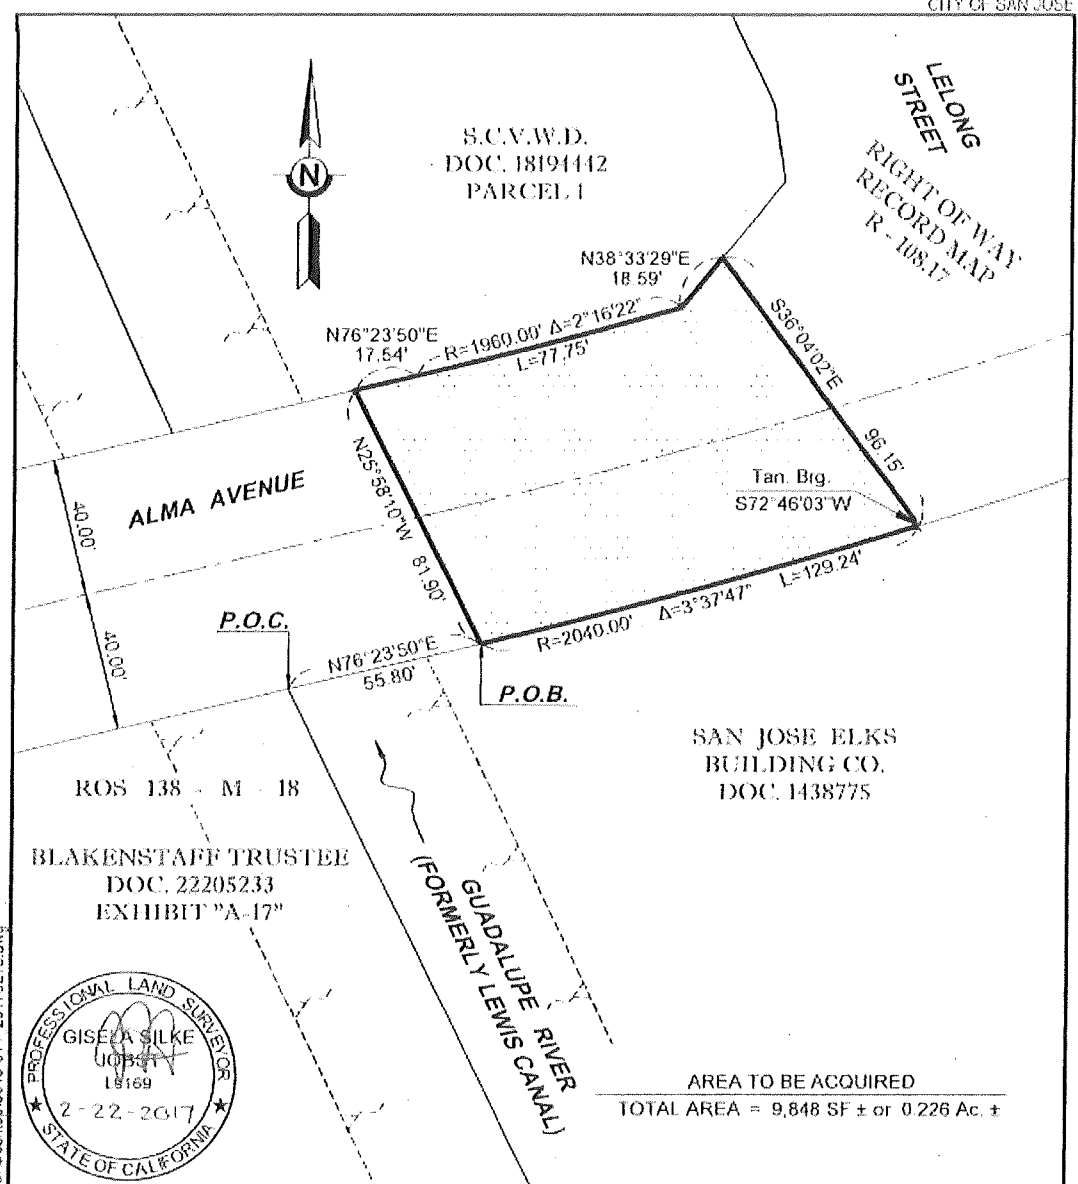 CITY OF SAN JOSE
LELONG
STREET
RIGHT OF WAY
RECORD MAP
R - 108.17
S.C.V.W.D.
DOC. 18194442
PARCEL 1
N
N38°33'29"E
18.59'
N76°23'50"E
17.54'
R=1960.00' Δ=2°16'22"
L=77.75'
S36°04'02"E
96.15'
N25°58'10"W 81.90'
Tan. Brg.
S72°46'03"W
ALMA AVENUE
40.00'
40.00'
P.O.C.
N76°23'50"E
55.80'
R=2040.00' Δ=3°37'47" L=129.24'
P.O.B.
SAN JOSE ELKS
BUILDING CO.
DOC. 1438775
ROS 138 - M - 18
BLAKENSTAFF TRUSTEE
DOC. 22205233
EXHIBIT "A-17"
GUADALUPE RIVER
(FORMERLY LEWIS CANAL)
PROFESSIONAL LAND SURVEYOR
GISELA SILKE
2-22-2017
STATE OF CALIFORNIA
AREA TO BE ACQUIRED
TOTAL AREA = 9,848 SF ± or 0.226 Ac. ±